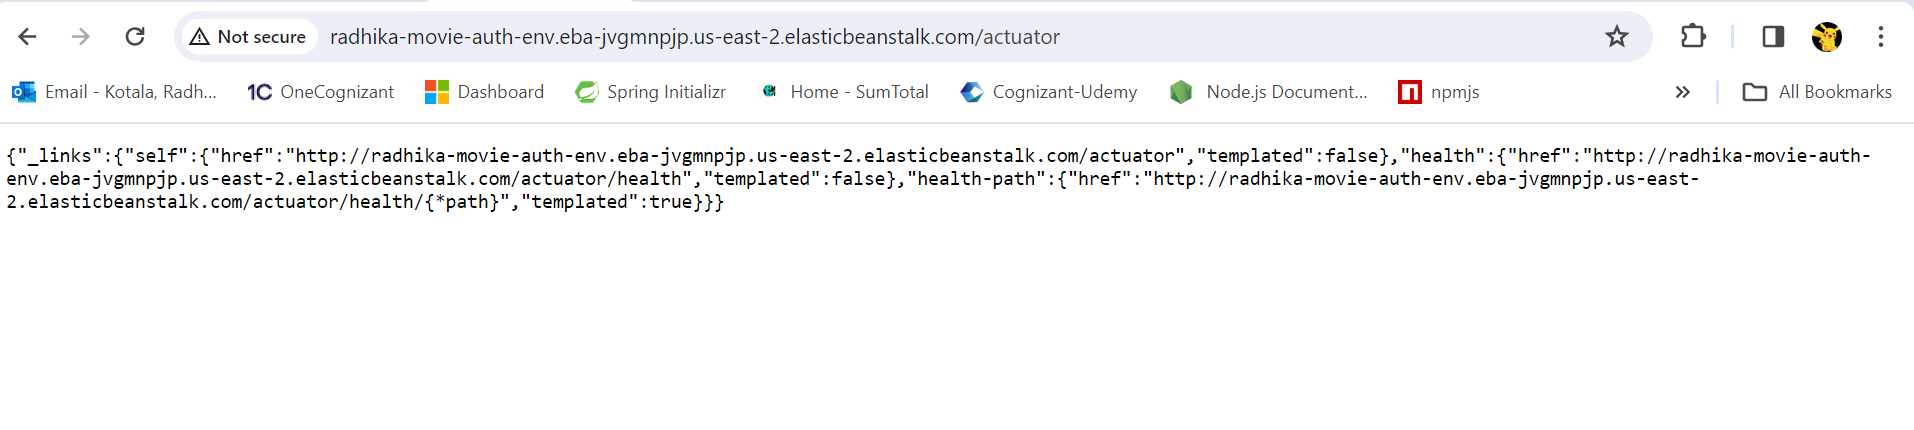 Not secure radhika-movie-auth-env.eba-jvgmnpjp.us-east-2.elasticbeanstalk.com/actuator
Email - Kotala, Radh... OneCognizant Dashboard Spring Initializr Home - SumTotal Cognizant-Udemy Node.js Document... npmjs » All Bookmarks
{"_links":{"self":{"href":"http://radhika-movie-auth-env.eba-jvgmnpjp.us-east-2.elasticbeanstalk.com/actuator","templated":false},"health":{"href":"http://radhika-movie-auth-
env.eba-jvgmnpjp.us-east-2.elasticbeanstalk.com/actuator/health","templated":false},"health-path":{"href":"http://radhika-movie-auth-env.eba-jvgmnpjp.us-east-
2.elasticbeanstalk.com/actuator/health/{*path}","templated":true}}}